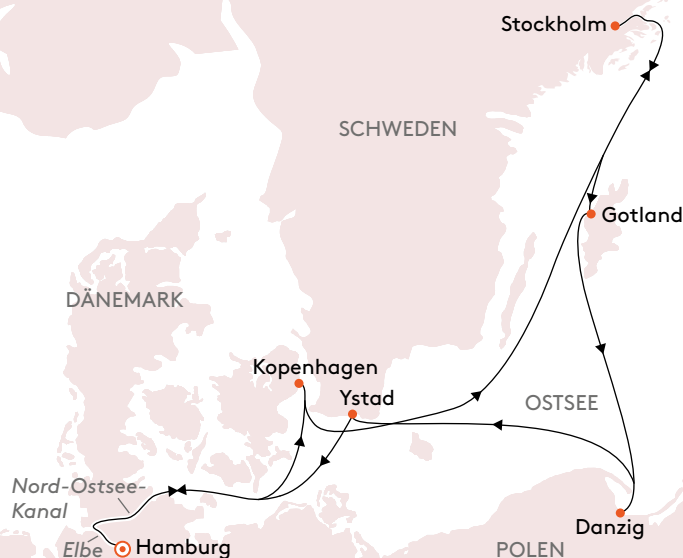 Stockholm
SCHWEDEN
Gotland
DÄNEMARK
Kopenhagen
Ystad
OSTSEE
Nord-Ostsee-
Kanal
Danzig
Elbe
Hamburg
POLEN